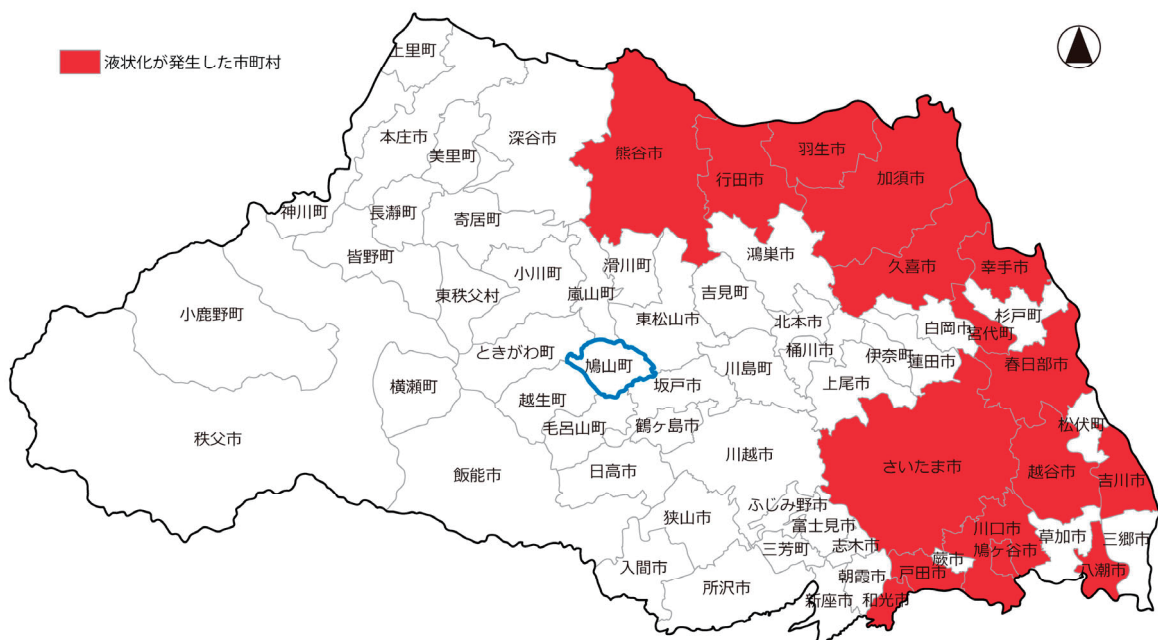 液状化が発生した市町村
上里町
本庄市
美里町
深谷市
熊谷市
行田市
羽生市
加須市
神川町
長瀞町
寄居町
皆野町
小川町
滑川町
鴻巣市
久喜市
幸手市
東秩父村
嵐山町
吉見町
小鹿野町
東松山市
北本市
杉戸町
白岡市
宮代町
ときがわ町
鳩山町
川島町
桶川市
伊奈町
蓮田市
春日部市
横瀬町
坂戸市
上尾市
越生町
毛呂山町
鶴ヶ島市
松伏町
秩父市
飯能市
日高市
川越市
さいたま市
越谷市
吉川市
ふじみ野市
狭山市
富士見市
川口市
草加市
三郷市
三芳町
志木市
鳩ヶ谷市
蕨市
入間市
所沢市
朝霞市
戸田市
八潮市
新座市
和光市